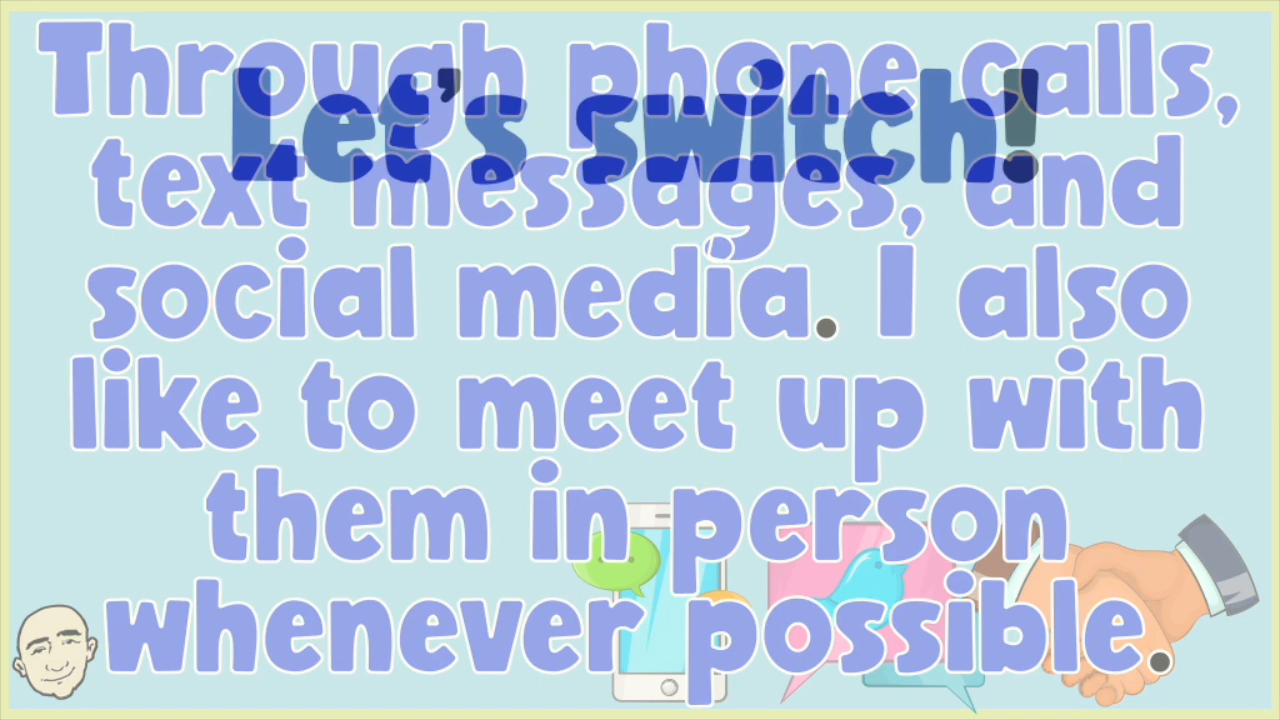 Through phone calls,
Let's switch!
text messages, and
social media. I also
like to meet up with
them in person
whenever possible.